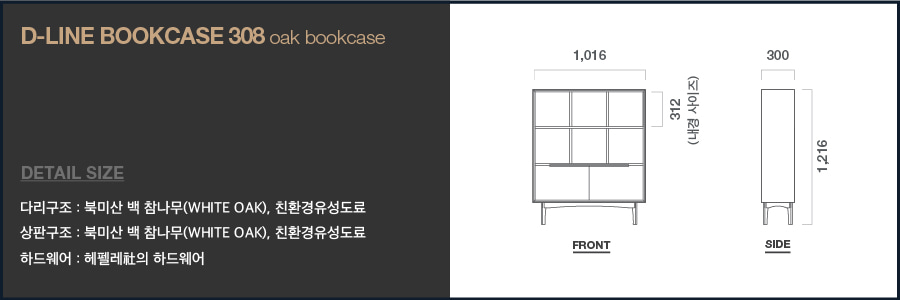 D-LINE BOOKCASE 308 oak bookcase
DETAIL SIZE
다리구조 : 북미산 백 참나무(WHITE OAK), 친환경유성도료
상판구조 : 북미산 백 참나무(WHITE OAK), 친환경유성도료
하드웨어 : 헤펠레社의 하드웨어
1,016
312
(내경 사이즈)
FRONT
300
1,216
SIDE